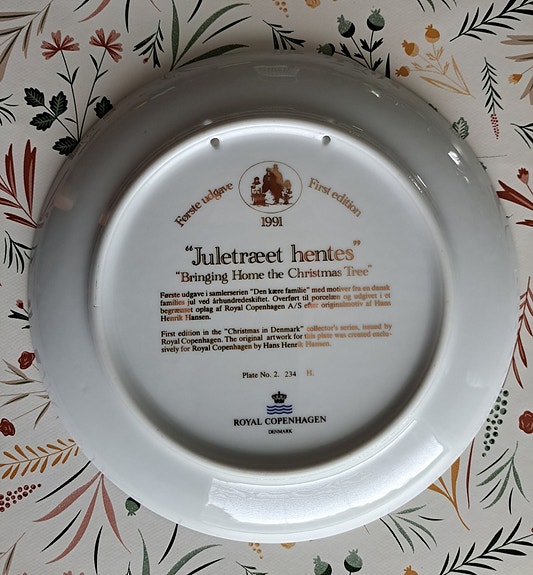 Første udgave
First edition
1991
"Juletræet hentes"
"Bringing Home the Christmas Tree"
Første udgave i samlerserien "Den kære familie" med motiver fra en dansk
families jul ved århundredeskiftet. Overført til porcelæn og udgivet i et
begrænset oplag af Royal Copenhagen A/S efter originalmotiv af Hans
Henrik Hansen.
First edition in the "Christmas in Denmark" collector's series, issued by
Royal Copenhagen. The original artwork for this plate was created exclu-
sively for Royal Copenhagen by Hans Henrik Hansen.
Plate No. 2. 234 H.
ROYAL COPENHAGEN
DENMARK